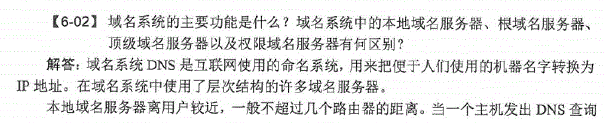 【6-02】 域名系统的主要功能是什么？域名系统中的本地域名服务器、根域名服务器、
顶级域名服务器以及权限域名服务器有何区别？
解答：域名系统 DNS 是互联网使用的命名系统，用来把便于人们使用的机器名字转换为
IP 地址。在域名系统中使用了层次结构的许多域名服务器。
本地域名服务器离用户较近，一般不超过几个路由器的距离。当一个主机发出 DNS 查询